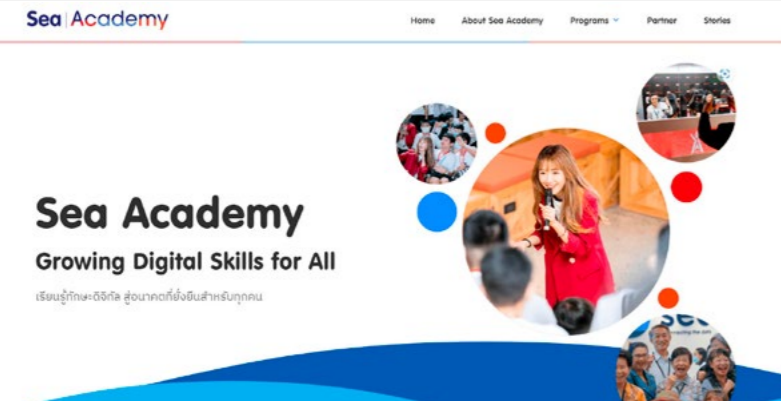 Sea Academy
Home
About Sea Academy
Programs
Partner
Stories
Sea Academy
Growing Digital Skills for All
เรียนรู้ทักษะดิจิทัล สู่อนาคตที่ยั่งยืนสำหรับทุกคน